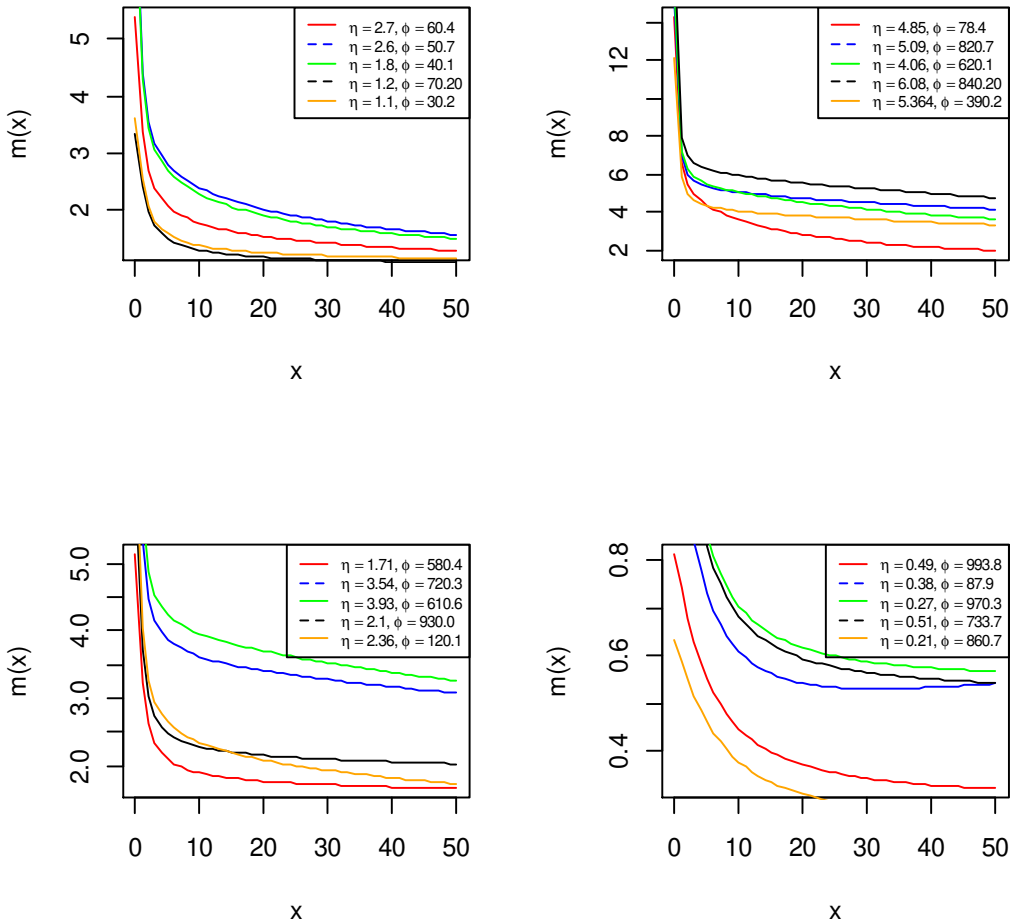 m(x)
5
4
3
2
η = 2.7, ϕ = 60.4
η = 2.6, ϕ = 50.7
η = 1.8, ϕ = 40.1
η = 1.2, ϕ = 70.20
η = 1.1, ϕ = 30.2
0 10 20 30 40 50
x
m(x)
12
8
6
4
2
η = 4.85, ϕ = 78.4
η = 5.09, ϕ = 820.7
η = 4.06, ϕ = 620.1
η = 6.08, ϕ = 840.20
η = 5.364, ϕ = 390.2
0 10 20 30 40 50
x
m(x)
5.0
4.0
3.0
2.0
η = 1.71, ϕ = 580.4
η = 3.54, ϕ = 720.3
η = 3.93, ϕ = 610.6
η = 2.1, ϕ = 930.0
η = 2.36, ϕ = 120.1
0 10 20 30 40 50
x
m(x)
0.8
0.6
0.4
η = 0.49, ϕ = 993.8
η = 0.38, ϕ = 87.9
η = 0.27, ϕ = 970.3
η = 0.51, ϕ = 733.7
η = 0.21, ϕ = 860.7
0 10 20 30 40 50
x